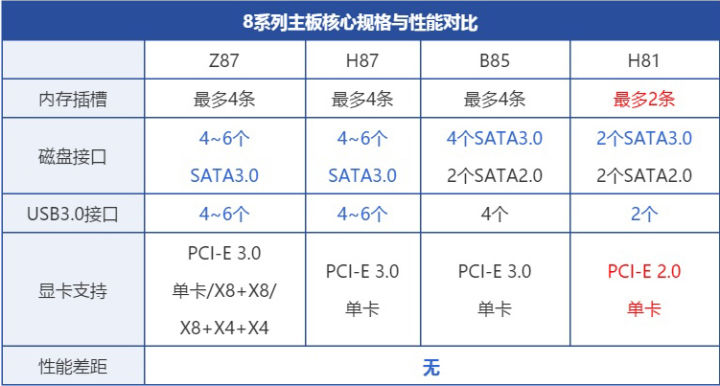 8系列主板核心规格与性能对比
Z87 H87 B85 H81
内存插槽 最多4条 最多4条 最多4条 最多2条
磁盘接口
4~6个 4~6个 4个SATA3.0 2个SATA3.0
SATA3.0 SATA3.0 2个SATA2.0 2个SATA2.0
USB3.0接口 4~6个 4~6个 4个 2个
显卡支持
PCI-E 3.0
单卡/X8+X8/
X8+X4+X4
PCI-E 3.0
单卡
PCI-E 3.0
单卡
PCI-E 2.0
单卡
性能差距 无